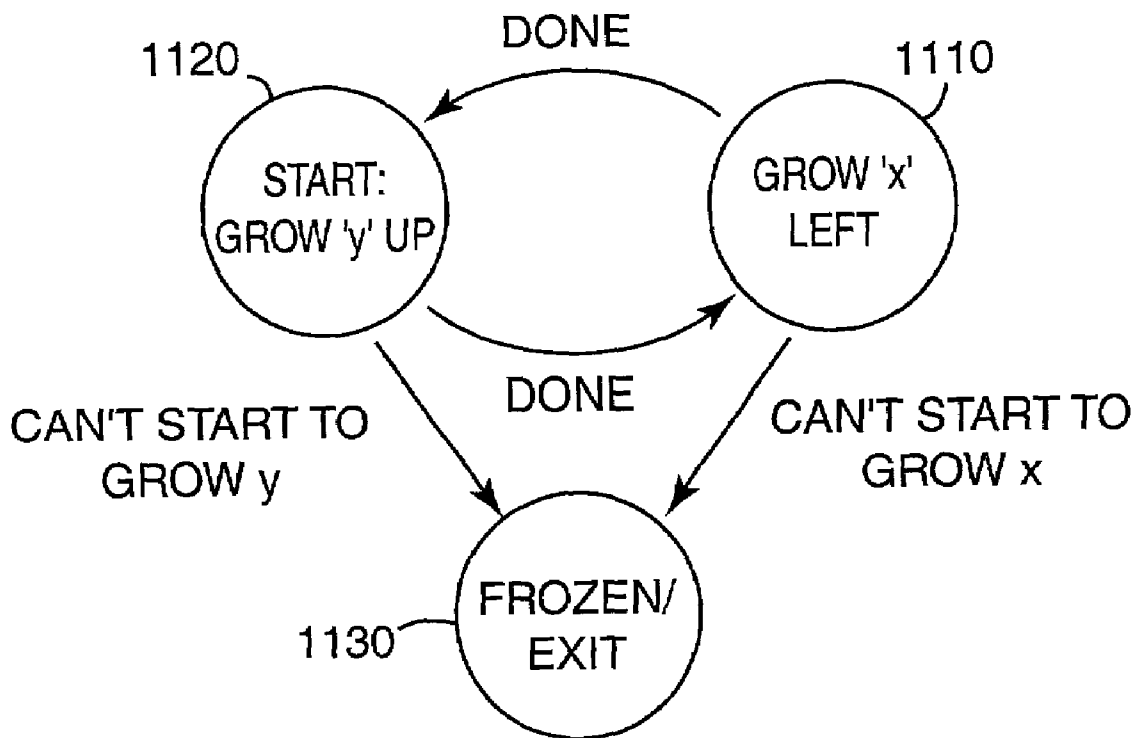 DONE
1120
1110
START:
GROW 'y' UP
GROW 'x'
LEFT
DONE
CAN'T START TO
GROW y
CAN'T START TO
GROW x
FROZEN/
EXIT
1130